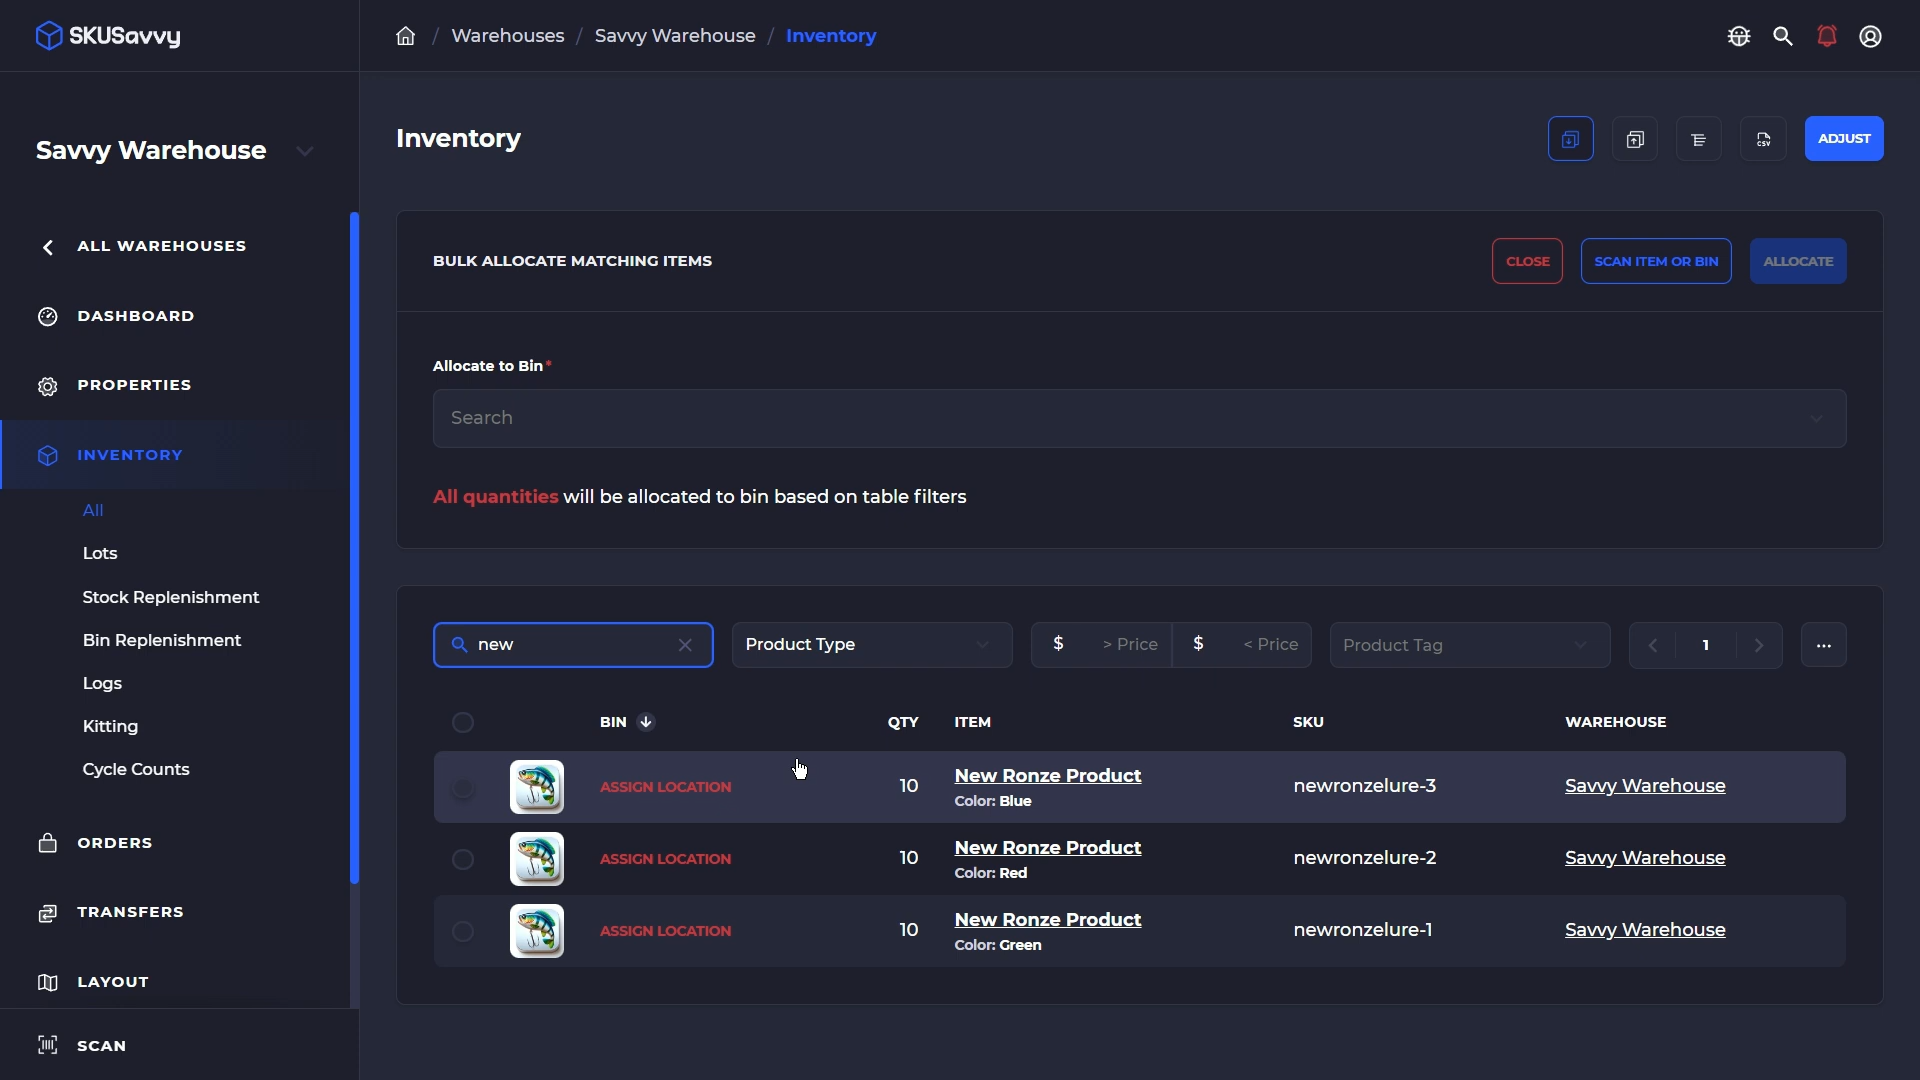 SKUSavvy
/ Warehouses / Savvy Warehouse / Inventory
Savvy Warehouse
ALL WAREHOUSES
DASHBOARD
PROPERTIES
INVENTORY
All
Lots
Stock Replenishment
Bin Replenishment
Logs
Kitting
Cycle Counts
ORDERS
TRANSFERS
LAYOUT
SCAN
Inventory
CSV
ADJUST
BULK ALLOCATE MATCHING ITEMS
CLOSE
SCAN ITEM OR BIN
ALLOCATE
Allocate to Bin*
Search
All quantities will be allocated to bin based on table filters
new
Product Type
$ > Price
$ < Price
Product Tag
1
...
BIN QTY ITEM SKU WAREHOUSE
ASSIGN LOCATION 10 New Ronze Product newronzelure-3 Savvy Warehouse
Color: Blue
ASSIGN LOCATION 10 New Ronze Product newronzelure-2 Savvy Warehouse
Color: Red
ASSIGN LOCATION 10 New Ronze Product newronzelure-1 Savvy Warehouse
Color: Green